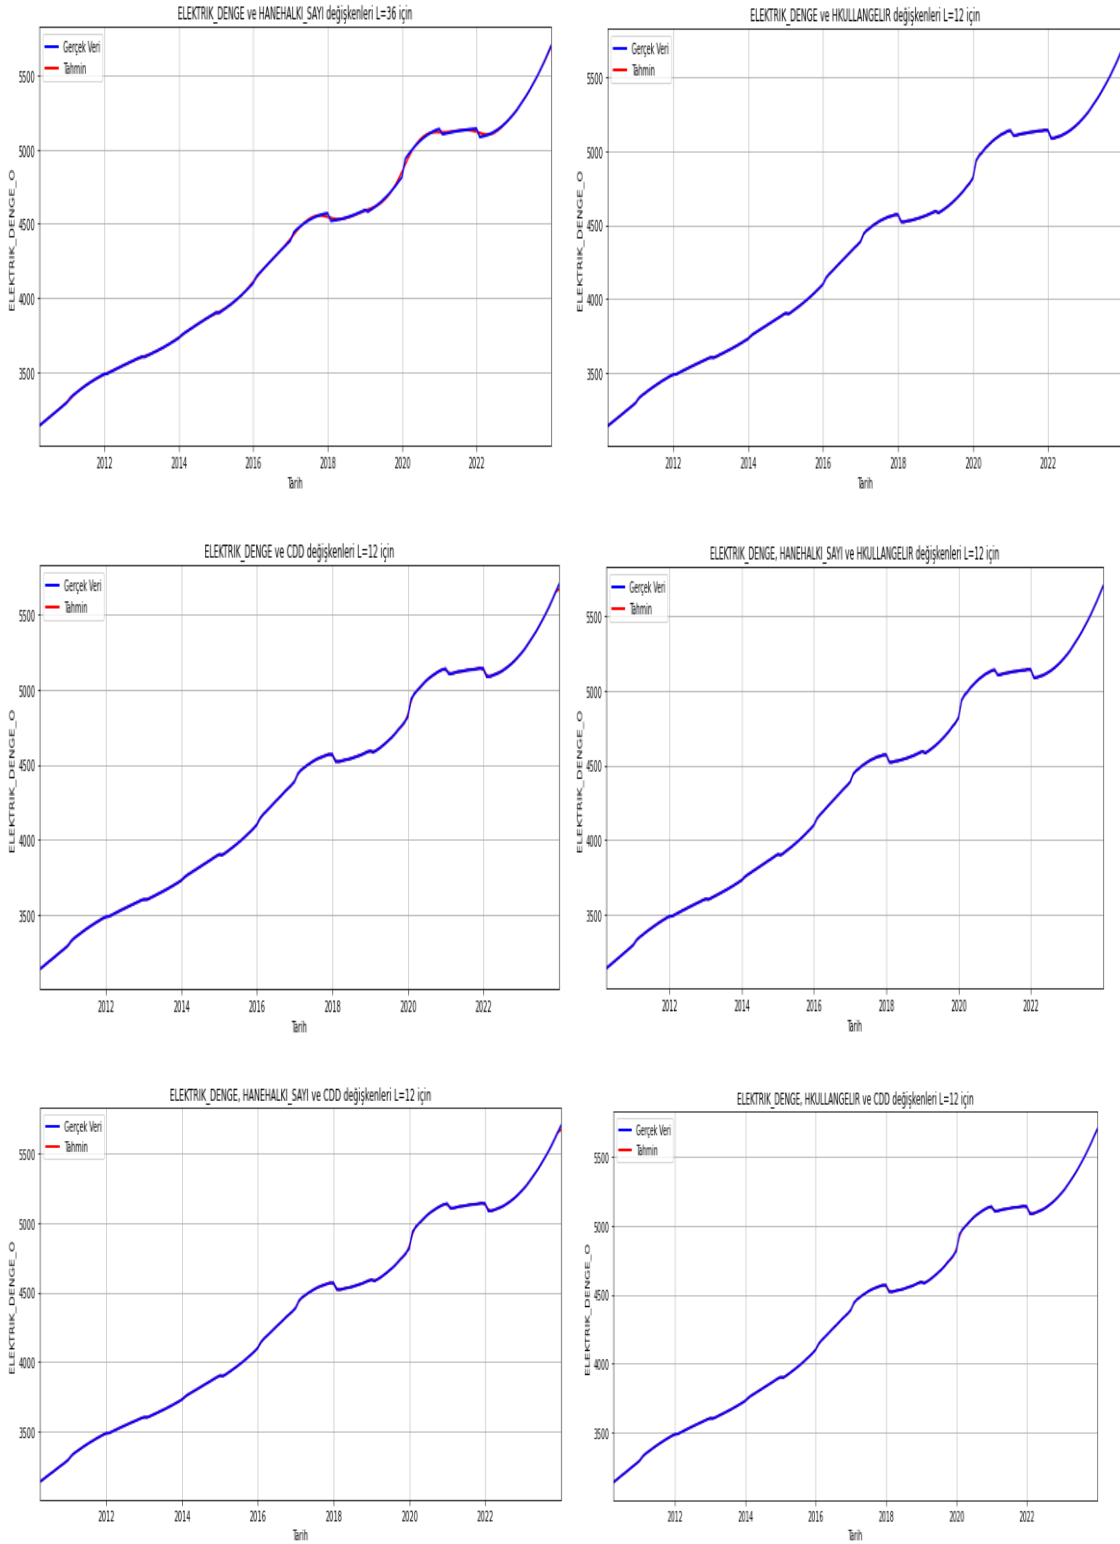 ELEKTRIK_DENGE ve HANEHALKI_SAYI değişkenleri L=36 için
Gerçek Veri
Tahmin
5500
5000
4500
4000
3500
ELEKTRIK_DENGE_O
2012 2014 2016 2018 2020 2022
Tarih
ELEKTRIK_DENGE ve HKULLANGELIR değişkenleri L=12 için
Gerçek Veri
Tahmin
5500
5000
4500
4000
3500
ELEKTRIK_DENGE_O
2012 2014 2016 2018 2020 2022
Tarih
ELEKTRIK_DENGE ve CDD değişkenleri L=12 için
Gerçek Veri
Tahmin
5500
5000
4500
4000
3500
ELEKTRIK_DENGE_O
2012 2014 2016 2018 2020 2022
Tarih
ELEKTRIK_DENGE, HANEHALKI_SAYI ve HKULLANGELIR değişkenleri L=12 için
Gerçek Veri
Tahmin
5500
5000
4500
4000
3500
ELEKTRIK_DENGE_O
2012 2014 2016 2018 2020 2022
Tarih
ELEKTRIK_DENGE, HANEHALKI_SAYI ve CDD değişkenleri L=12 için
Gerçek Veri
Tahmin
5500
5000
4500
4000
3500
ELEKTRIK_DENGE_O
2012 2014 2016 2018 2020 2022
Tarih
ELEKTRIK_DENGE, HKULLANGELIR ve CDD değişkenleri L=12 için
Gerçek Veri
Tahmin
5500
5000
4500
4000
3500
ELEKTRIK_DENGE_O
2012 2014 2016 2018 2020 2022
Tarih